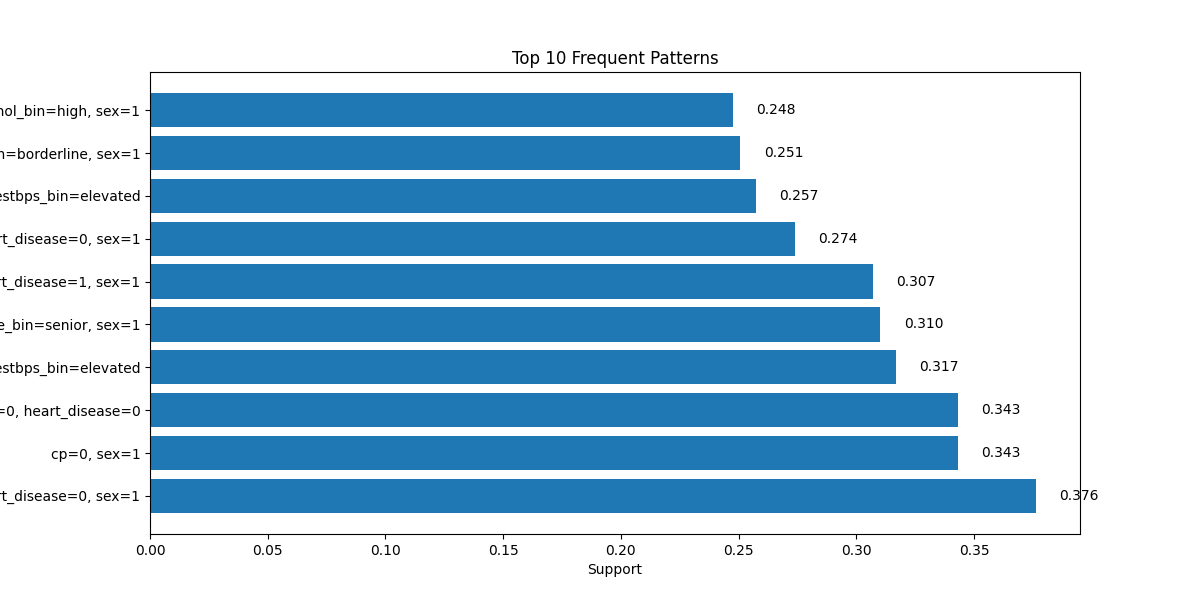 Top 10 Frequent Patterns
nol_bin=high, sex=1 0.248
=borderline, sex=1 0.251
estbps_bin=elevated 0.257
rt_disease=0, sex=1 0.274
rt_disease=1, sex=1 0.307
e_bin=senior, sex=1 0.310
estbps_bin=elevated 0.317
=0, heart_disease=0 0.343
cp=0, sex=1 0.343
rt_disease=0, sex=1 0.376
0.00 0.05 0.10 0.15 0.20 0.25 0.30 0.35
Support